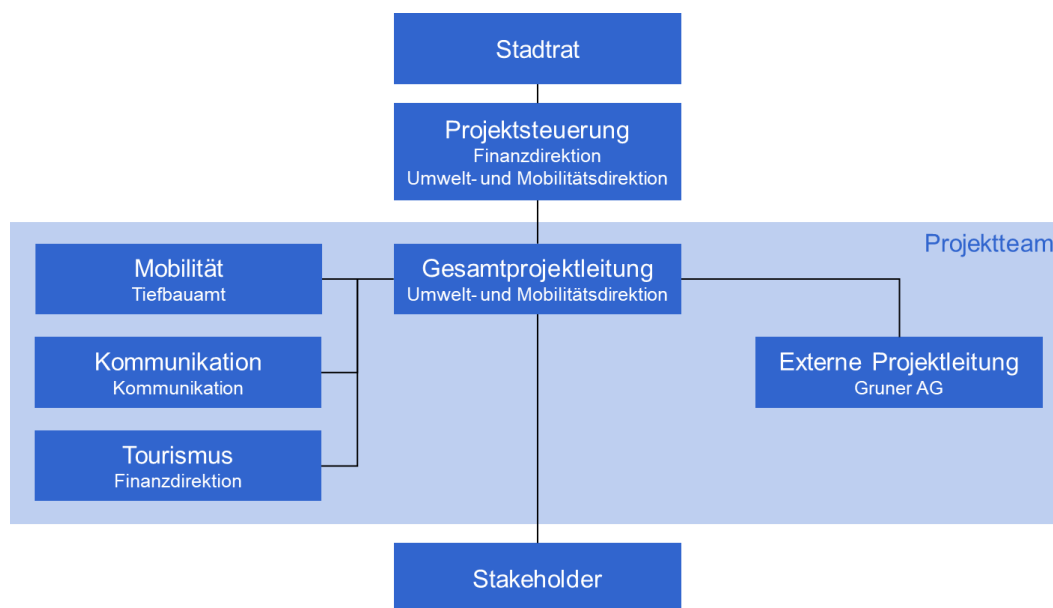 Stadtrat
Projektsteuerung
Finanzdirektion
Umwelt- und Mobilitätsdirektion
Projektteam
Mobilität
Tiefbauamt
Gesamtprojektleitung
Umwelt- und Mobilitätsdirektion
Kommunikation
Kommunikation
Externe Projektleitung
Gruner AG
Tourismus
Finanzdirektion
Stakeholder